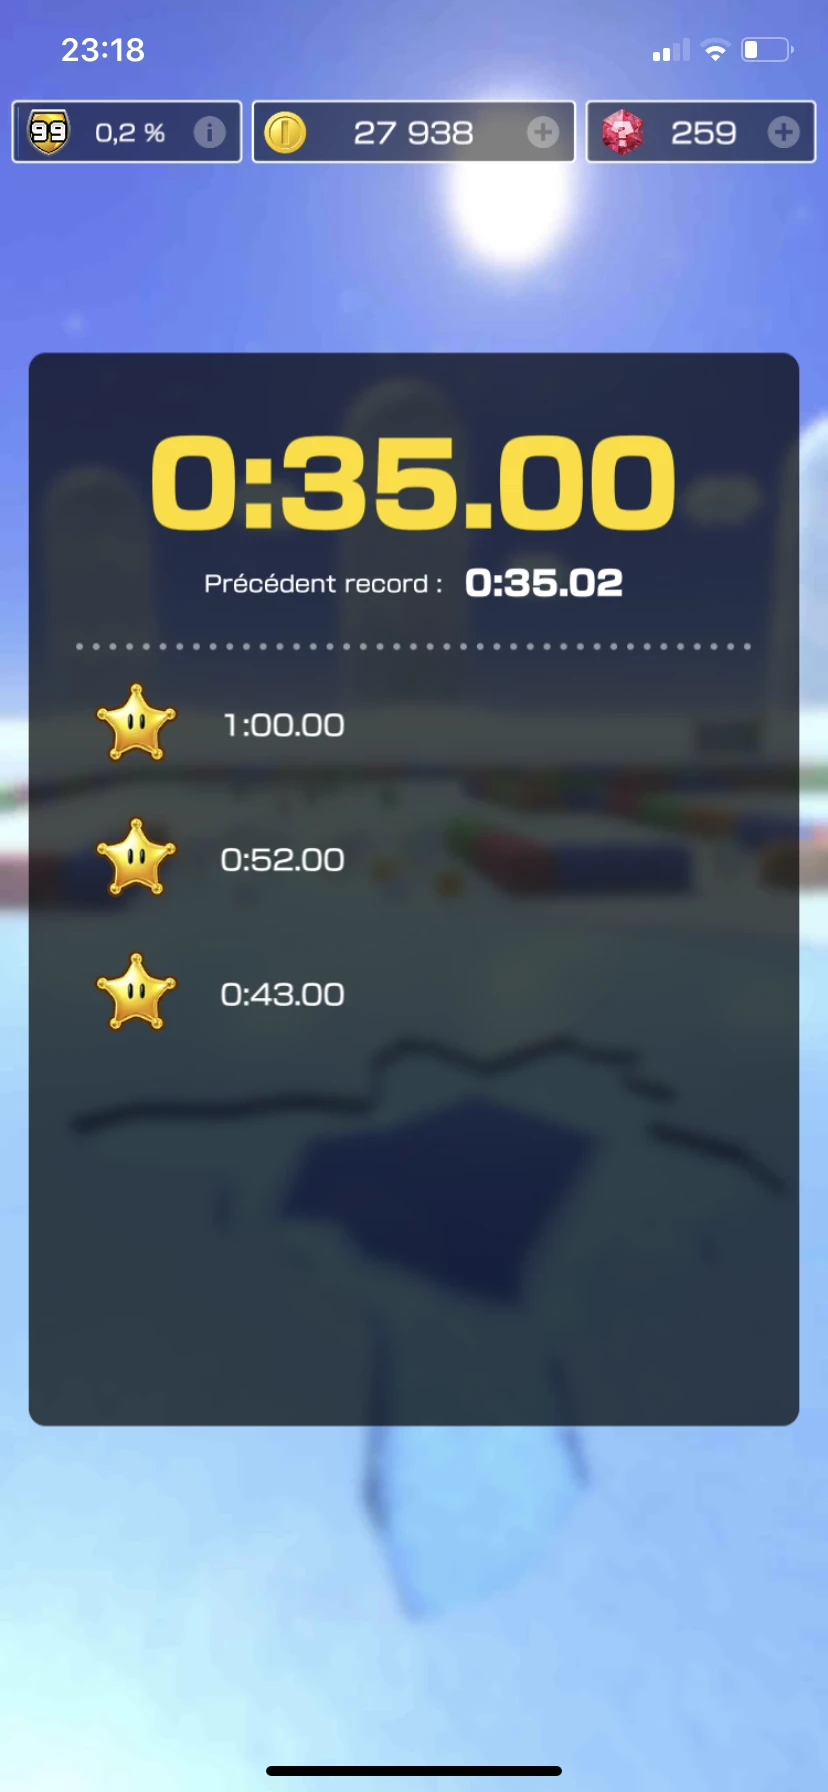 23:18
99 0,2 % i 27 938 + ? 259 +
0:35.00
Précédent record : 0:35.02
1:00.00
0:52.00
0:43.00